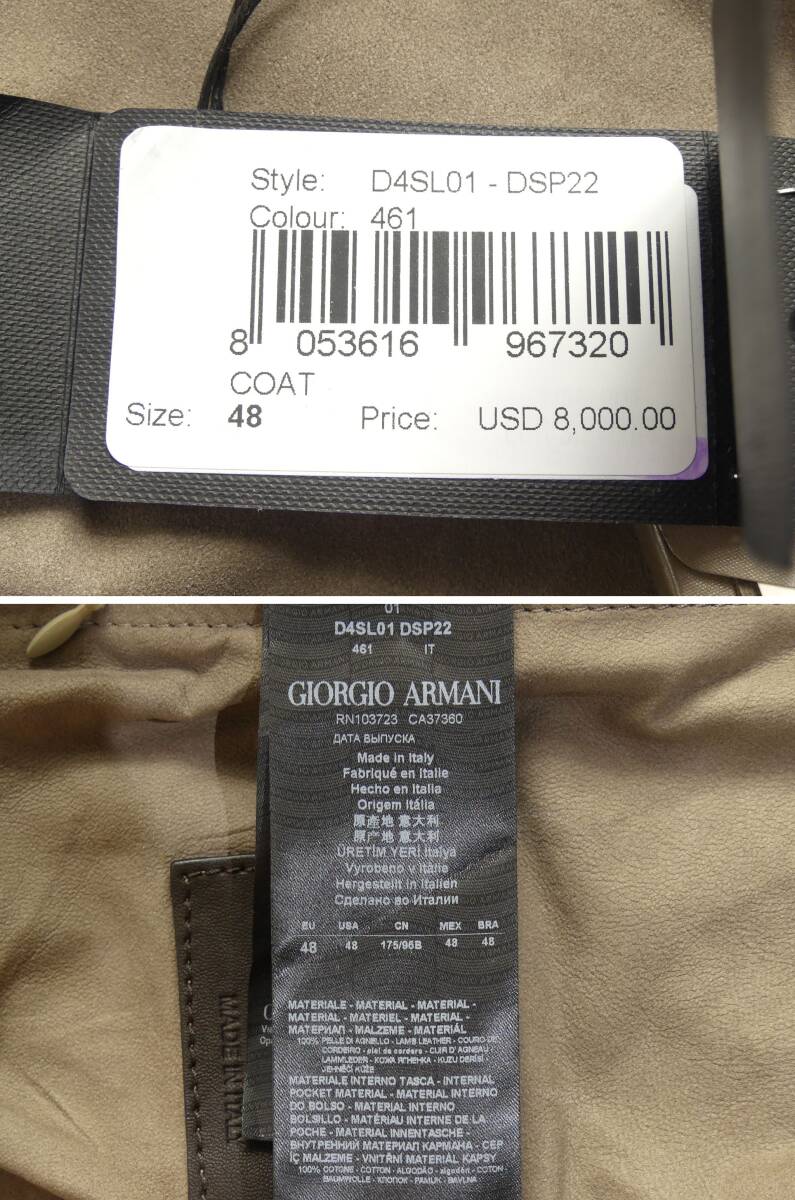 Style: D4SL01 - DSP22
Colour: 461
8 053616 967320
COAT
Size: 48 Price: USD 8,000.00
01
D4SL01 DSP22
461 IT
GIORGIO ARMANI
RN103723 CA37360
ДАТА ВЫПУСКА
Made in Italy
Fabriqué en Italie
Hecho en Italia
Origem Itália
原產地 意大利
原产地 意大利
ÜRETİM YERİ İtalya
Vyrobeno v Itálie
Hergestellt in Italien
Сделано во Италии
EU USA CN MEX BRA
48 48 175/96B 48 48
MATERIALE - MATERIAL - MATERIAL -
MATERIAL - MATERIEL - MATERIAL -
МАТЕРИАЛ - MALZEME - MATERIÁL
100% PELLE DI AGNELLO - LAMB LEATHER - COURO DE
CORDEIRO - piel de cordero - CUIR D'AGNEAU -
LAMMLEDER - КОЖА ЯГНЕНКА - KUZU DERİSİ -
JEHNĚČÍ KŮŽE
MATERIALE INTERNO TASCA - INTERNAL
POCKET MATERIAL - MATERIAL INTERNO
DO BOLSO - MATERIAL INTERNO
BOLSILLO - MATÉRIAU INTERNE DE LA
POCHE - MATERIAL INNENTASCHE -
ВНУТРЕННИЙ МАТЕРИАЛ КАРМАНА - CEP
İÇ MALZEME - VNITŘNÍ MATERIÁL KAPSY
100% COTONE - COTTON - ALGODÃO - algodón - COTON
BAUMWOLLE - ХЛОПОК - PAMUK - BAVLNA
MADE IN ITAL